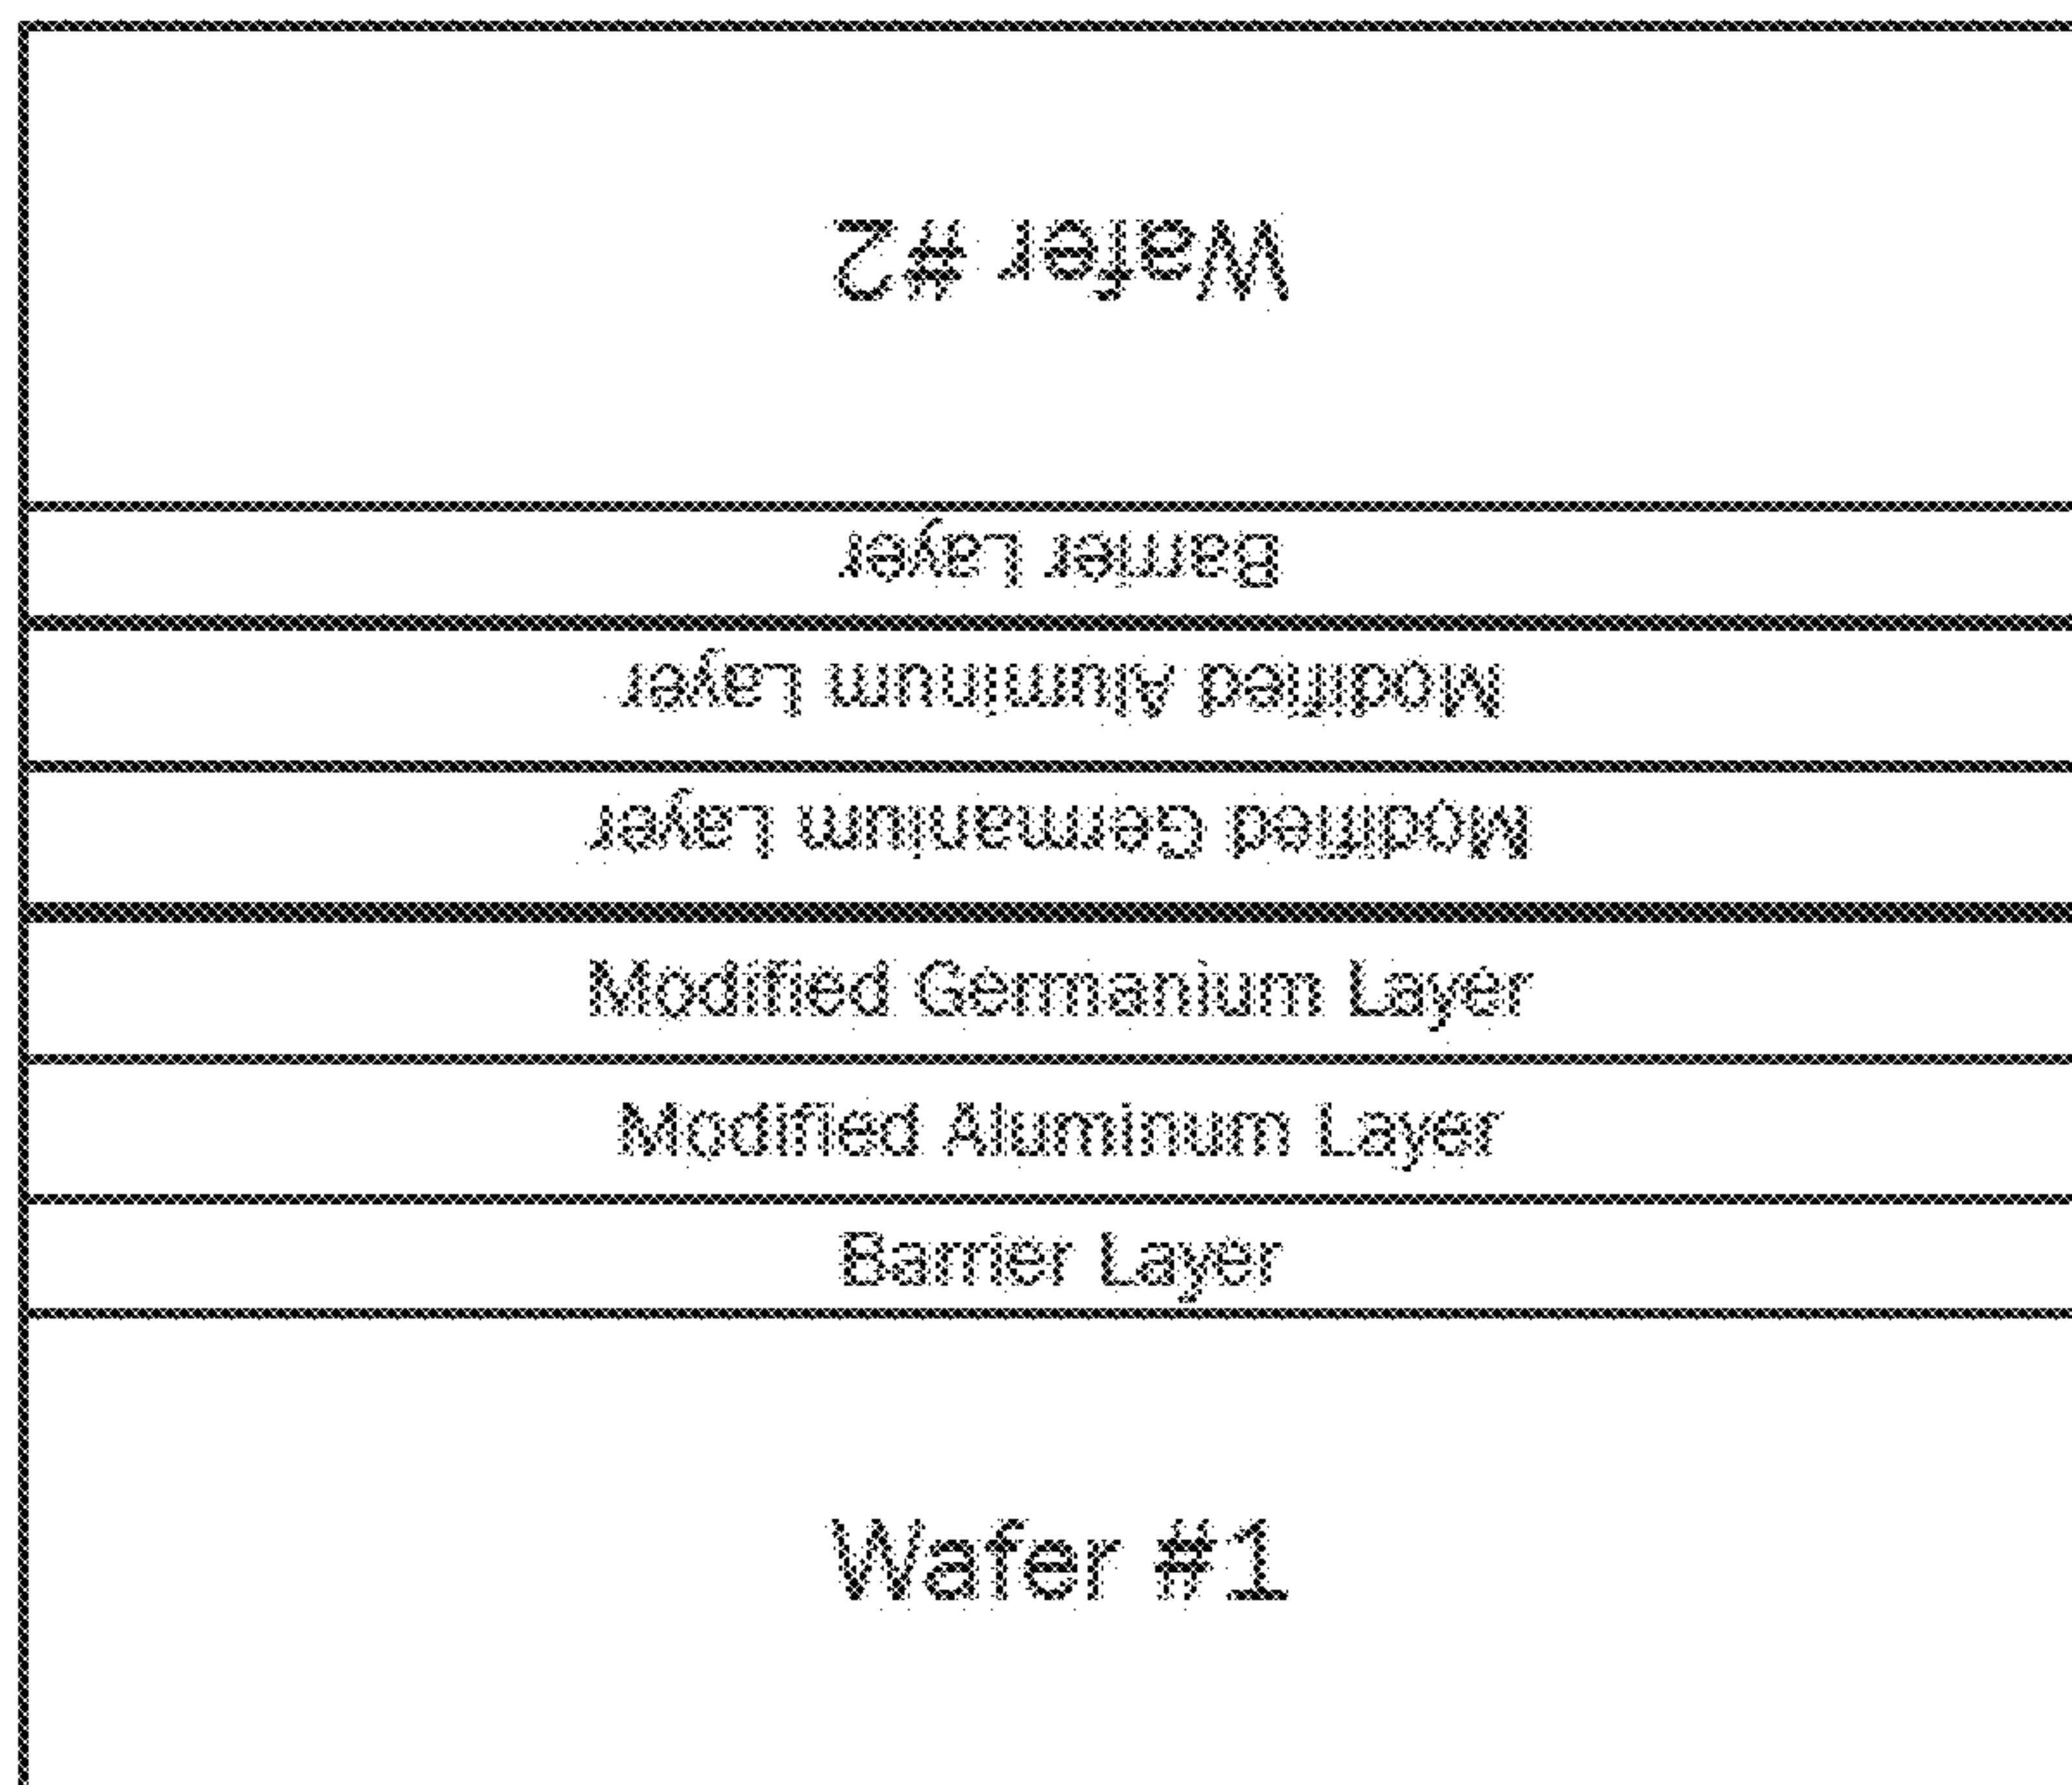 Wafer #2
Barrier Layer
Modified Aluminum Layer
Modified Germanium Layer
Modified Germanium Layer
Modified Aluminum Layer
Barrier Layer
Wafer #1